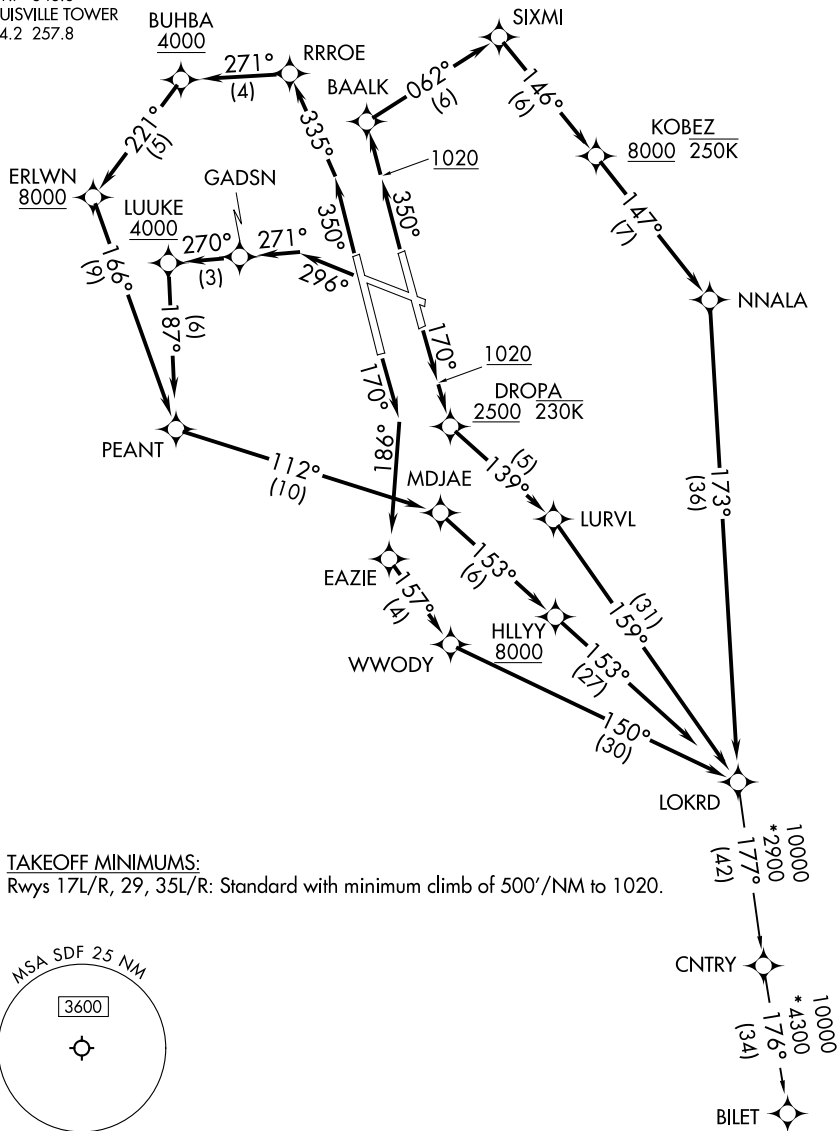 UISVILLE TOWER
4.2 257.8
BUHBA
4000
RRROE
SIXMI
BAALK
271°
(4)
062°
(6)
146°
(6)
KOBEZ
8000 250K
221°
(5)
335°
1020
ERLWN
8000
GADSN
LUUKE
4000
350°
350°
147°
(7)
270°
(3)
271°
296°
166°
(9)
187°
(9)
NNALA
170°
170°
1020
DROPA
2500 230K
PEANT
186°
112°
(10)
139°
(5)
MDJAE
LURVL
173°
(36)
EAZIE
157°
(4)
153°
(6)
159°
(31)
HLLYY
8000
WWODY
153°
(27)
150°
(30)
LOKRD
10000
*2900
177°
(42)
TAKEOFF MINIMUMS:
Rwys 17L/R, 29, 35L/R: Standard with minimum climb of 500'/NM to 1020.
MSA SDF 25 NM
3600
CNTRY
10000
*4300
176°
(34)
BILET